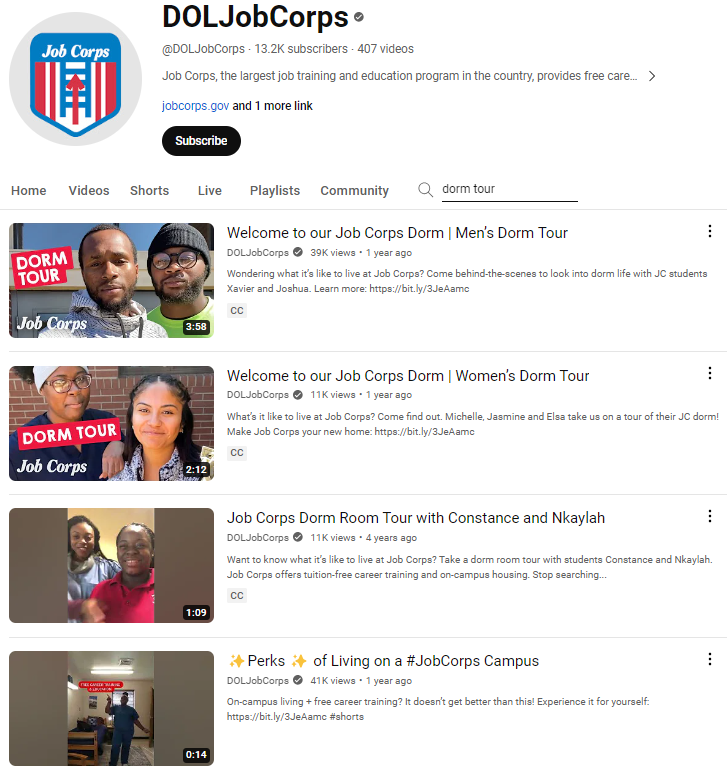 DOLJobCorps
Job Corps
@DOLJobCorps · 13.2K subscribers · 407 videos
Job Corps, the largest job training and education program in the country, provides free care...
jobcorps.gov and 1 more link
Subscribe
Home Videos Shorts Live Playlists Community dorm tour
Welcome to our Job Corps Dorm | Men's Dorm Tour
DOLJobCorps 39K views • 1 year ago
Wondering what it's like to live at Job Corps? Come behind-the-scenes to look into dorm life with JC students
Xavier and Joshua. Learn more: https://bit.ly/3JeAamc
CC
DORM
TOUR
Job Corps
3:58
Welcome to our Job Corps Dorm | Women's Dorm Tour
DOLJobCorps 11K views • 1 year ago
What's it like to live at Job Corps? Come find out. Michelle, Jasmine and Elsa take us on a tour of their JC dorm!
Make Job Corps your new home: https://bit.ly/3JeAamc
CC
DORM TOUR
Job Corps
2:12
Job Corps Dorm Room Tour with Constance and Nkaylah
DOLJobCorps 11K views • 4 years ago
Want to know what it's like to live at Job Corps? Take a dorm room tour with students Constance and Nkaylah.
Job Corps offers tuition-free career training and on-campus housing. Stop searching...
CC
1:09
✨Perks ✨ of Living on a #JobCorps Campus
DOLJobCorps 41K views • 1 year ago
On-campus living + free career training? It doesn't get better than this! Experience it for yourself:
https://bit.ly/3JeAamc #shorts
FREE CAREER TRAINING
& EDUCATION
0:14